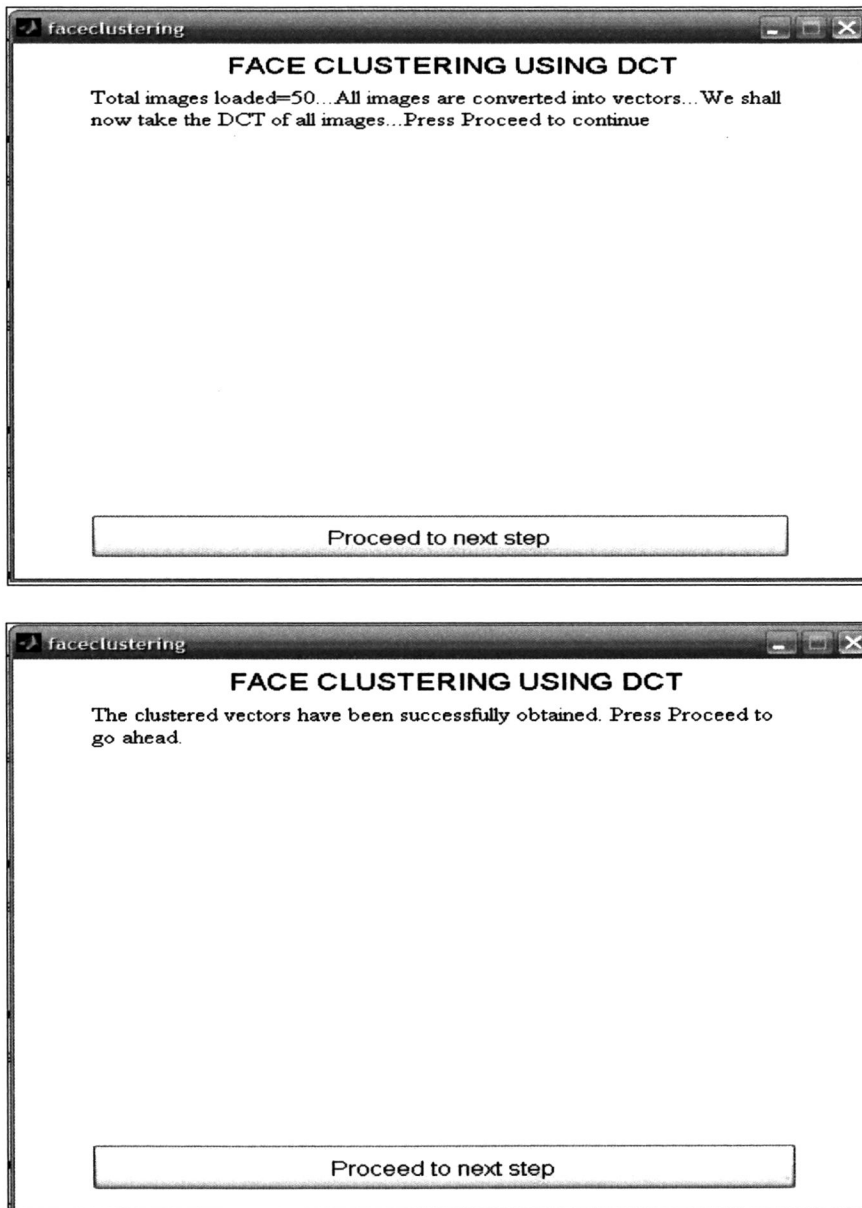 faceclustering
FACE CLUSTERING USING DCT
Total images loaded=50...All images are converted into vectors...We shall
now take the DCT of all images...Press Proceed to continue
Proceed to next step
faceclustering
FACE CLUSTERING USING DCT
The clustered vectors have been successfully obtained. Press Proceed to
go ahead.
Proceed to next step